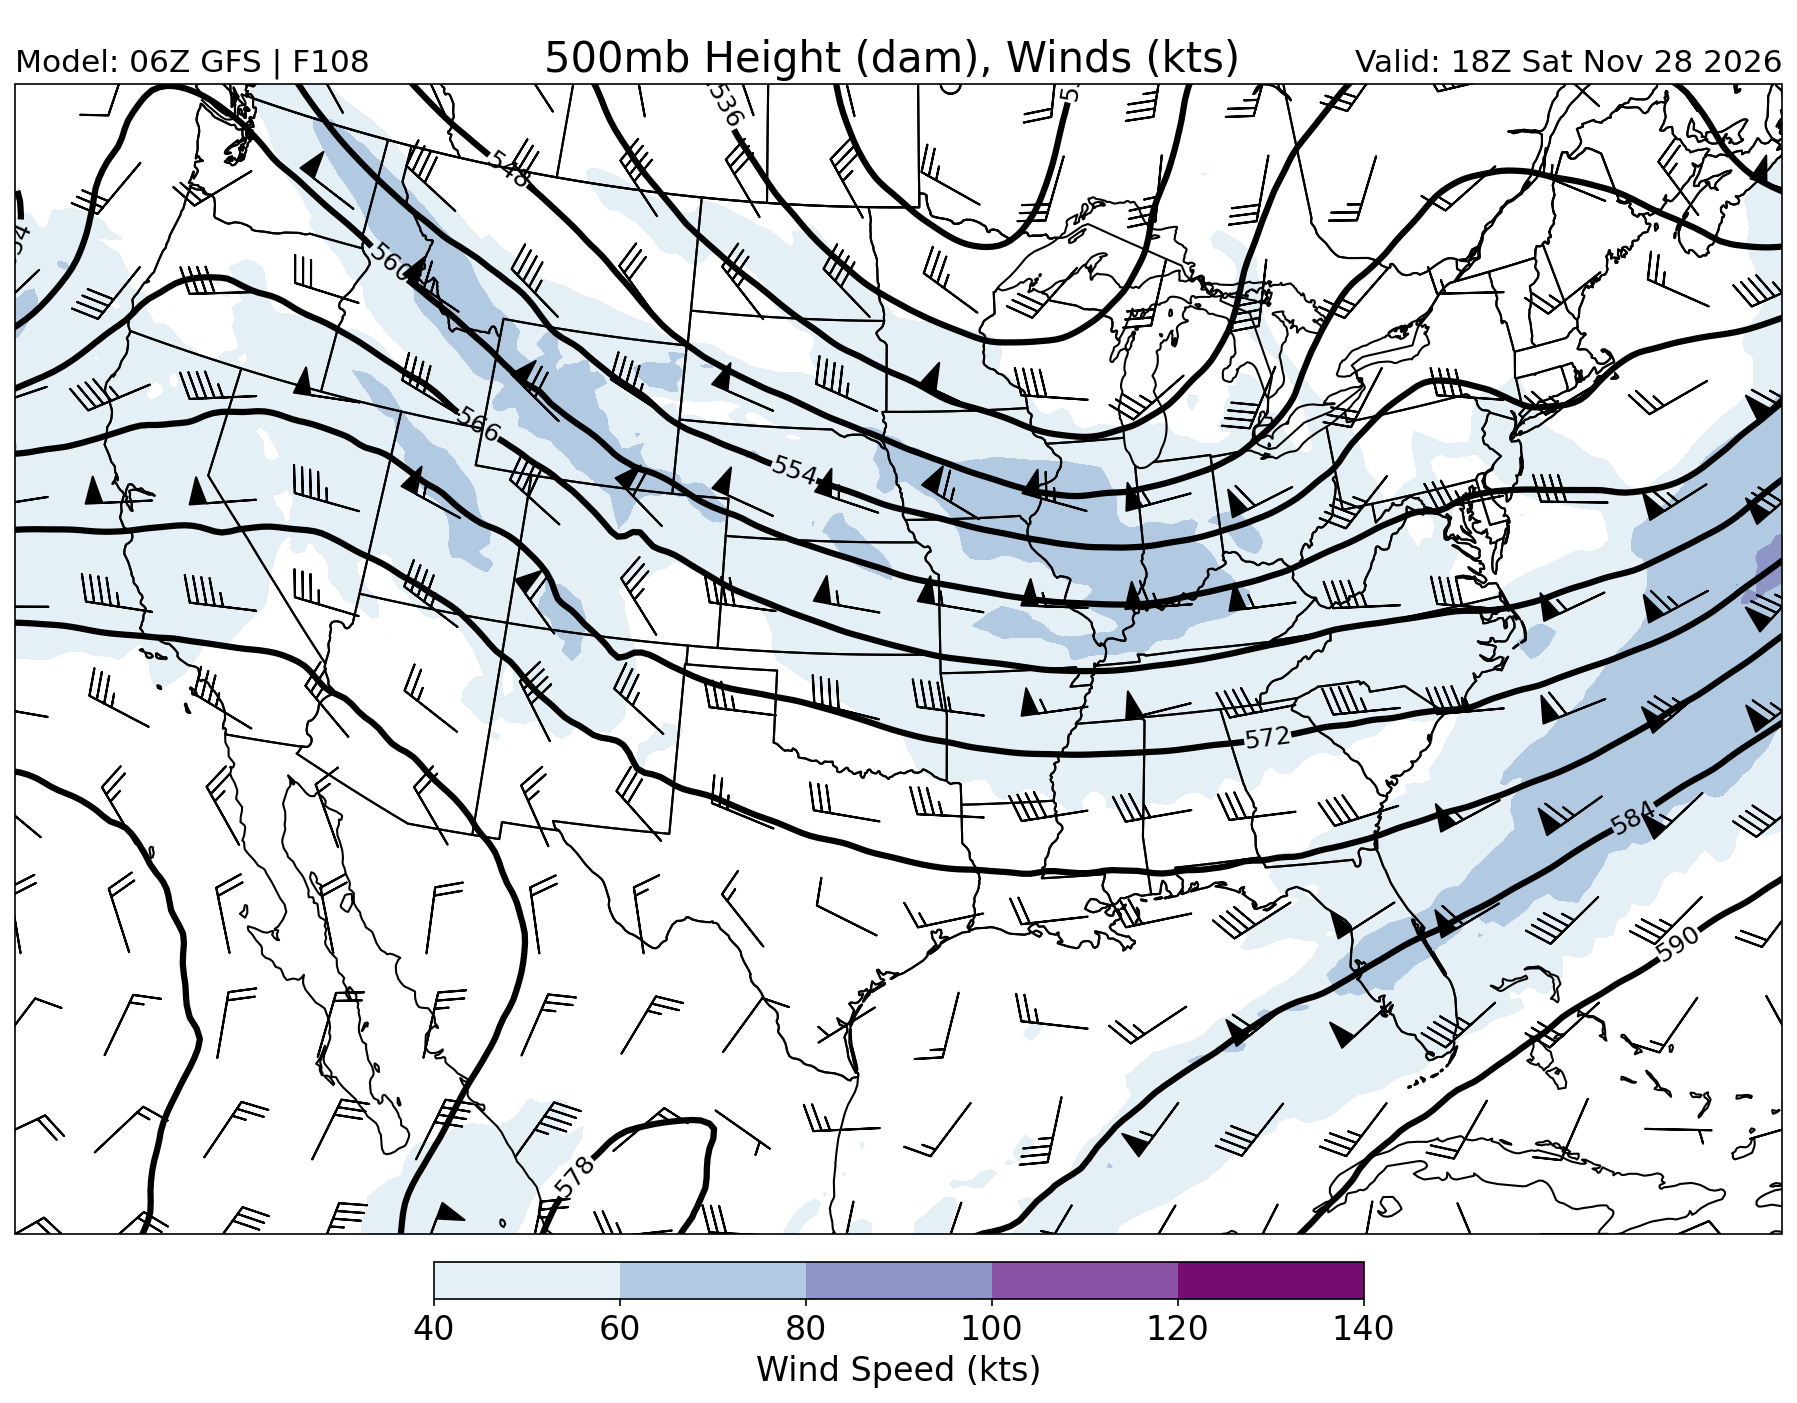 Model: 06Z GFS | F108
500mb Height (dam), Winds (kts)
Valid: 18Z Sat Nov 28 2026
536
548
560
566
554
572
584
590
578
40 60 80 100 120 140
Wind Speed (kts)